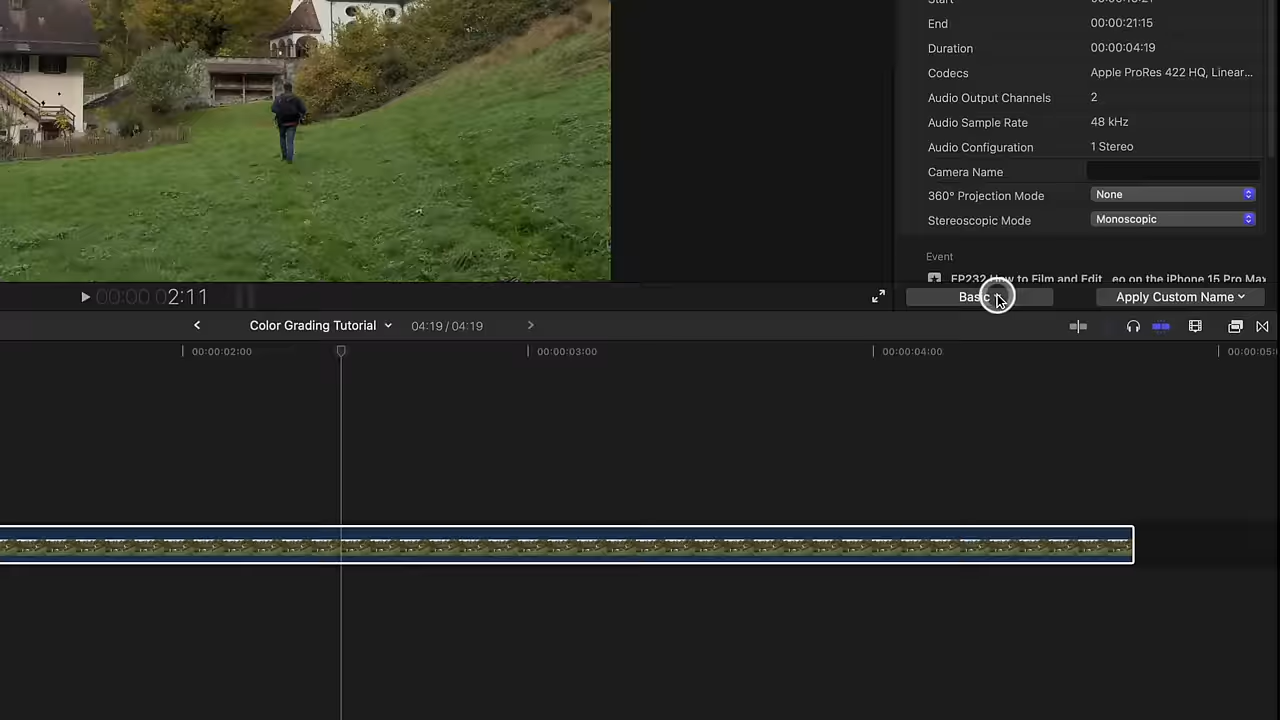 End 00:00:21:15
Duration 00:00:04:19
Codecs Apple ProRes 422 HQ, Linear...
Audio Output Channels 2
Audio Sample Rate 48 kHz
Audio Configuration 1 Stereo
Camera Name
360° Projection Mode None
Stereoscopic Mode Monoscopic
Event
EP232 How to Film and Edit...eo on the iPhone 15 Pro Max
00:00:02:11
Basic
Apply Custom Name
Color Grading Tutorial 04:19 / 04:19
00:00:02:00 00:00:03:00 00:00:04:00 00:00:05: